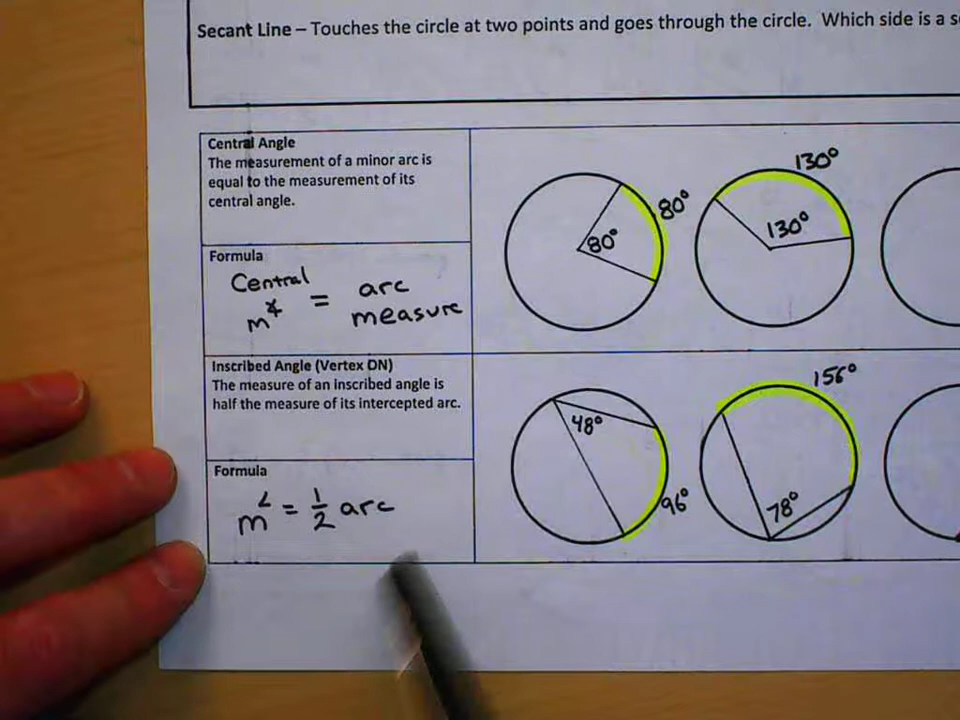 Secant Line – Touches the circle at two points and goes through the circle. Which side is a
Central Angle
The measurement of a minor arc is
equal to the measurement of its
central angle.
Formula
Central
m∡ = arc
measure
80°
80°
130°
130°
Inscribed Angle (Vertex ON)
The measure of an inscribed angle is
half the measure of its intercepted arc.
Formula
m∠ = 1/2 arc
48°
96°
156°
78°